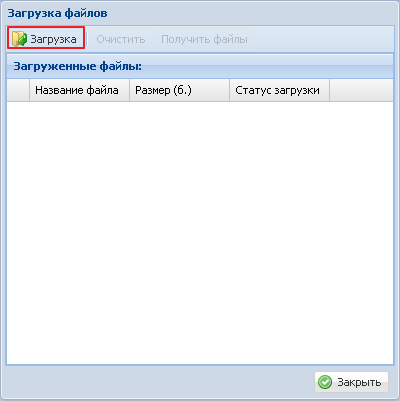 Загрузка файлов
Загрузка Очистить Получить файлы
Загруженные файлы:
Название файла Размер (б.) Статус загрузки
Закрыть